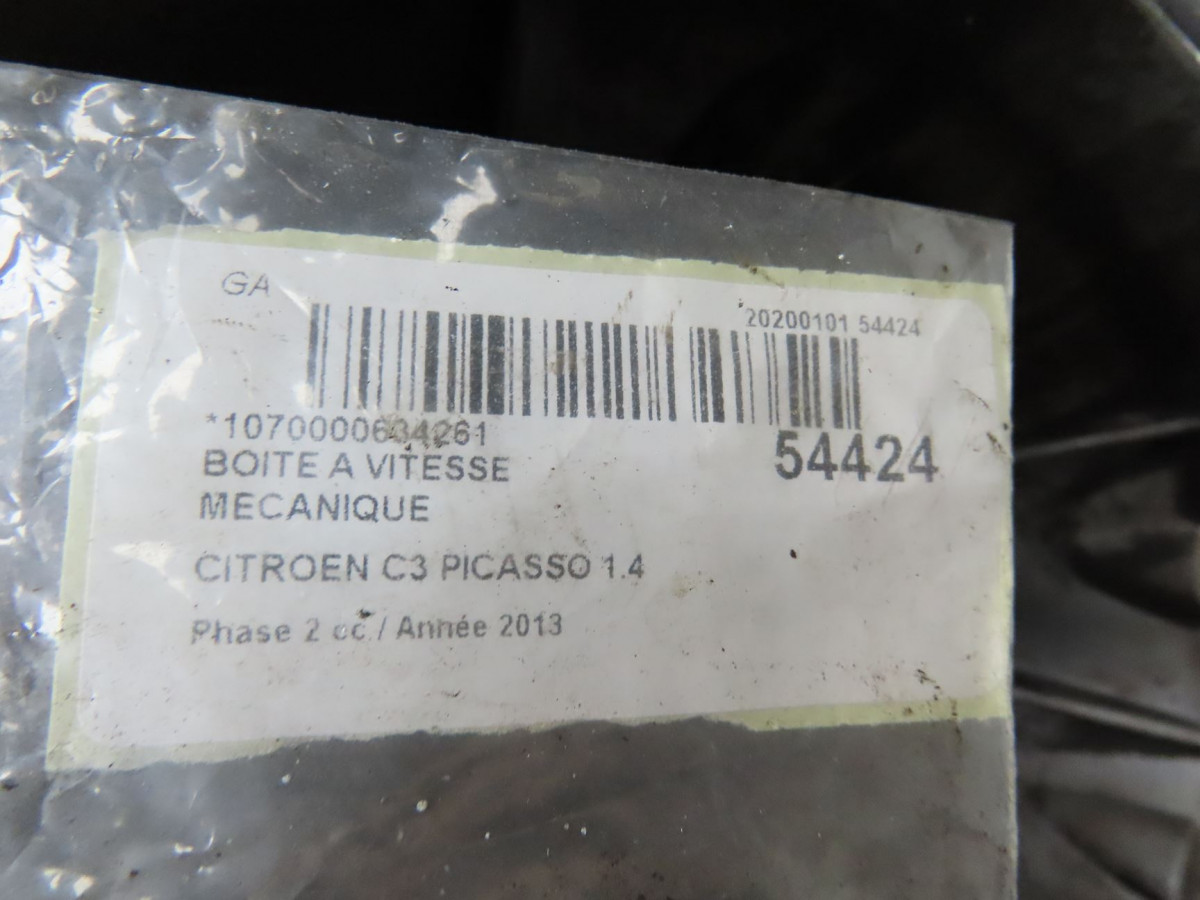 GA
20200101 54424
*1070000634261
54424
BOITE A VITESSE
MECANIQUE
CITROEN C3 PICASSO 1.4
Phase 2 cc / Année 2013